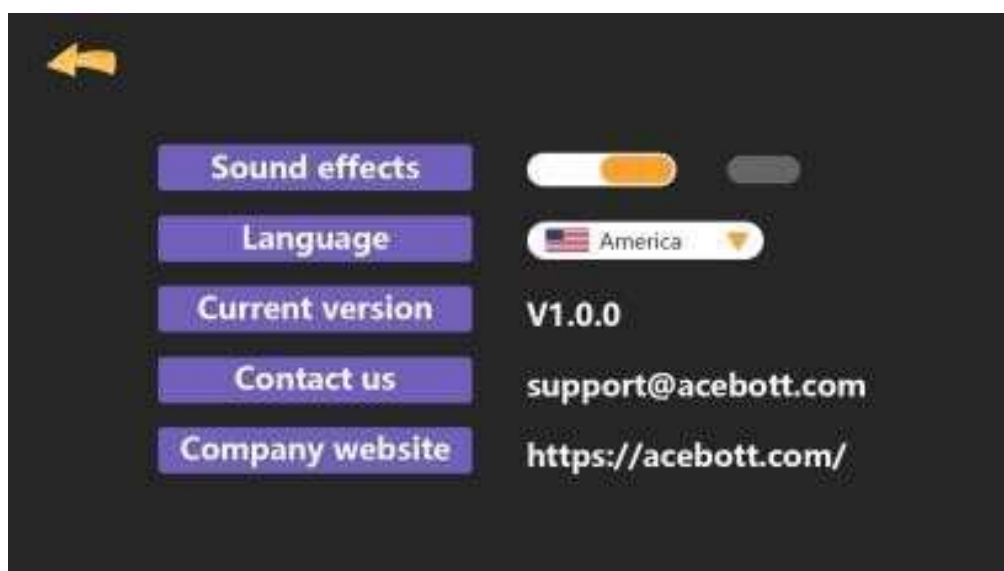 Sound effects
Language America
Current version V1.0.0
Contact us support@acebott.com
Company website https://acebott.com/